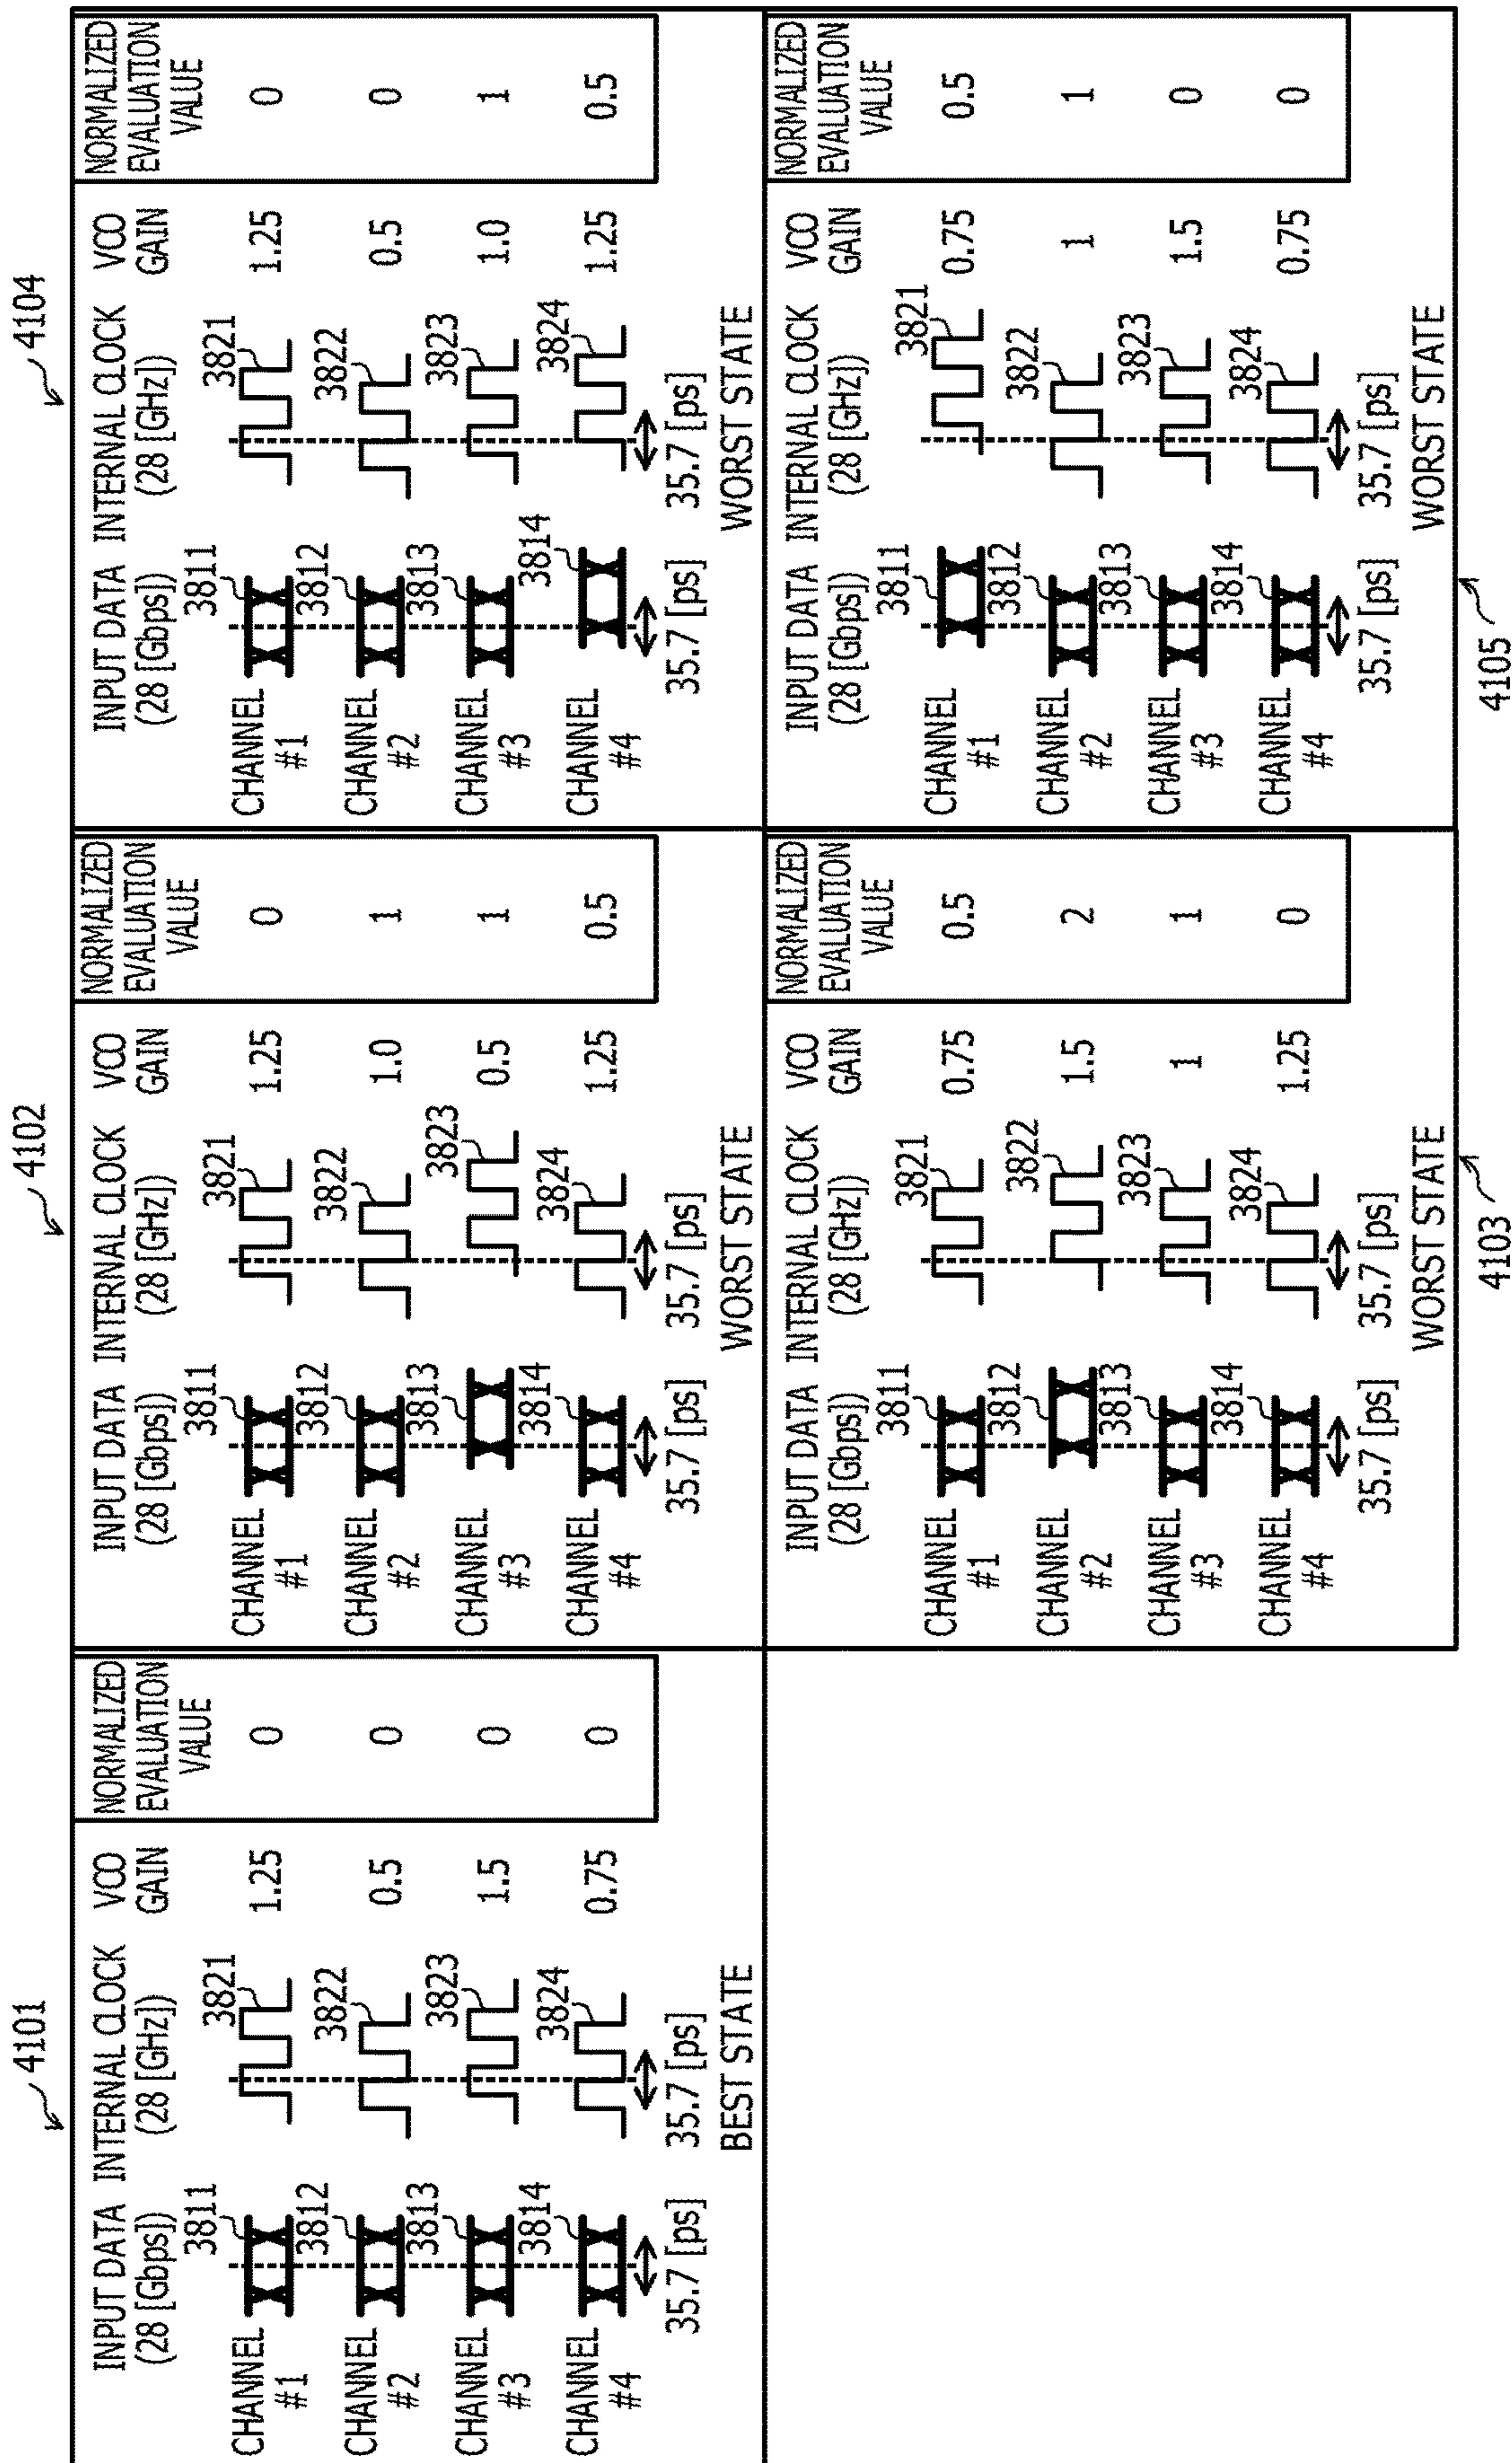 4101
INPUT DATA INTERNAL CLOCK VCO NORMALIZED
(28 [Gbps]) (28 [GHz]) GAIN EVALUATION
VALUE
3811 3821
CHANNEL 1.25 0
#1
3812 3822
CHANNEL 0.5 0
#2
3813 3823
CHANNEL 1.5 0
#3
3814 3824
CHANNEL 0.75 0
#4
35.7 [ps] 35.7 [ps]
BEST STATE
4102
INPUT DATA INTERNAL CLOCK VCO NORMALIZED
(28 [Gbps]) (28 [GHz]) GAIN EVALUATION
VALUE
3811 3821
CHANNEL 1.25 0
#1
3812 3822
CHANNEL 1.0 1
#2
3813 3823
CHANNEL 0.5 1
#3
3814 3824
CHANNEL 1.25 0.5
#4
35.7 [ps] 35.7 [ps]
WORST STATE
4104
INPUT DATA INTERNAL CLOCK VCO NORMALIZED
(28 [Gbps]) (28 [GHz]) GAIN EVALUATION
VALUE
3811 3821
CHANNEL 1.25 0
#1
3812 3822
CHANNEL 0.5 0
#2
3813 3823
CHANNEL 1.0 1
#3
3814 3824
CHANNEL 1.25 0.5
#4
35.7 [ps] 35.7 [ps]
WORST STATE
INPUT DATA INTERNAL CLOCK VCO NORMALIZED
(28 [Gbps]) (28 [GHz]) GAIN EVALUATION
VALUE
3811 3821
CHANNEL 0.75 0.5
#1
3812 3822
CHANNEL 1.5 2
#2
3813 3823
CHANNEL 1 1
#3
3814 3824
CHANNEL 1.25 0
#4
35.7 [ps] 35.7 [ps]
WORST STATE
4103
INPUT DATA INTERNAL CLOCK VCO NORMALIZED
(28 [Gbps]) (28 [GHz]) GAIN EVALUATION
VALUE
3811 3821
CHANNEL 0.75 0.5
#1
3812 3822
CHANNEL 1 1
#2
3813 3823
CHANNEL 1.5 0
#3
3814 3824
CHANNEL 0.75 0
#4
35.7 [ps] 35.7 [ps]
WORST STATE
4105